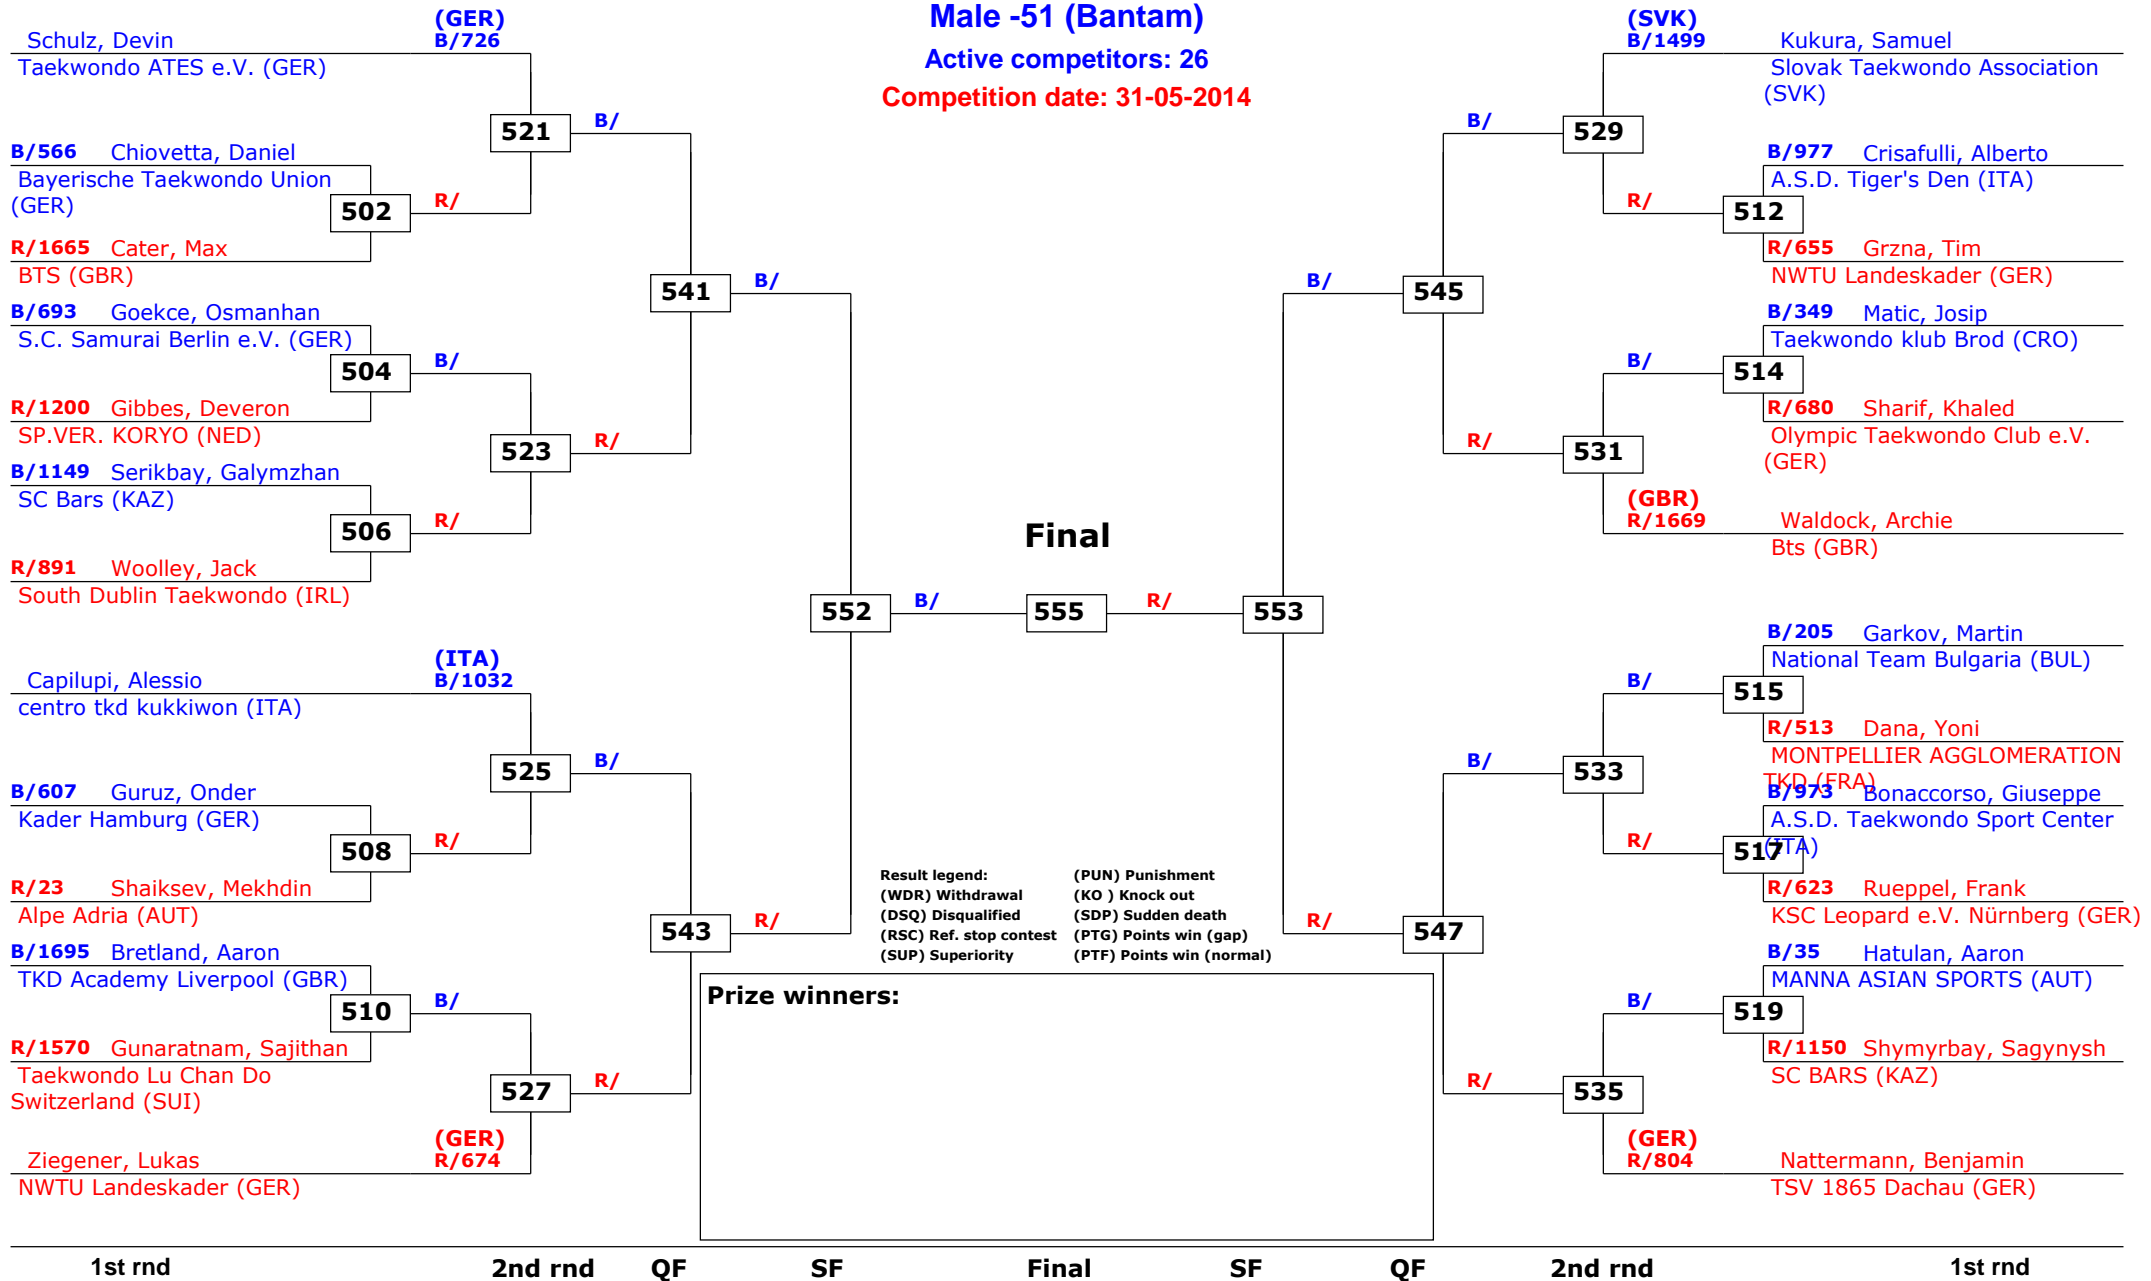 Male -51 (Bantam)
Active competitors: 26
Competition date: 31-05-2014
(GER)
Schulz, Devin B/726
Taekwondo ATES e.V. (GER)
521
B/
B/566 Chiovetta, Daniel
Bayerische Taekwondo Union
(GER)
502
R/
R/1665 Cater, Max
BTS (GBR)
541
B/
B/693 Goekce, Osmanhan
S.C. Samurai Berlin e.V. (GER)
504
B/
R/1200 Gibbes, Deveron
SP.VER. KORYO (NED)
523
R/
B/1149 Serikbay, Galymzhan
SC Bars (KAZ)
506
R/
R/891 Woolley, Jack
South Dublin Taekwondo (IRL)
552
B/
(ITA)
Capilupi, Alessio B/1032
centro tkd kukkiwon (ITA)
525
B/
B/607 Guruz, Onder
Kader Hamburg (GER)
508
R/
R/23 Shaiksev, Mekhdin
Alpe Adria (AUT)
543
R/
B/1695 Bretland, Aaron
TKD Academy Liverpool (GBR)
510
B/
R/1570 Gunaratnam, Sajithan
Taekwondo Lu Chan Do
Switzerland (SUI)
527
R/
(GER)
Ziegener, Lukas R/674
NWTU Landeskader (GER)
Final
555
R/
553
(SVK)
B/1499 Kukura, Samuel
Slovak Taekwondo Association
(SVK)
B/
529
B/977 Crisafulli, Alberto
A.S.D. Tiger's Den (ITA)
R/
512
R/655 Grzna, Tim
NWTU Landeskader (GER)
B/
545
B/349 Matic, Josip
Taekwondo klub Brod (CRO)
B/
514
R/680 Sharif, Khaled
Olympic Taekwondo Club e.V.
(GER)
R/
531
(GBR)
R/1669 Waldock, Archie
Bts (GBR)
B/205 Garkov, Martin
National Team Bulgaria (BUL)
B/
515
R/513 Dana, Yoni
MONTPELLIER AGGLOMERATION
TKD (FRA)
B/
533
B/973 Bonaccorso, Giuseppe
A.S.D. Taekwondo Sport Center
(ITA)
R/
517
R/623 Rueppel, Frank
KSC Leopard e.V. Nürnberg (GER)
R/
547
B/35 Hatulan, Aaron
MANNA ASIAN SPORTS (AUT)
B/
519
R/1150 Shymyrbay, Sagynysh
SC BARS (KAZ)
R/
535
(GER)
R/804 Nattermann, Benjamin
TSV 1865 Dachau (GER)
Result legend: (PUN) Punishment
(WDR) Withdrawal (KO ) Knock out
(DSQ) Disqualified (SDP) Sudden death
(RSC) Ref. stop contest (PTG) Points win (gap)
(SUP) Superiority (PTF) Points win (normal)
Prize winners:
1st rnd 2nd rnd QF SF Final SF QF 2nd rnd 1st rnd